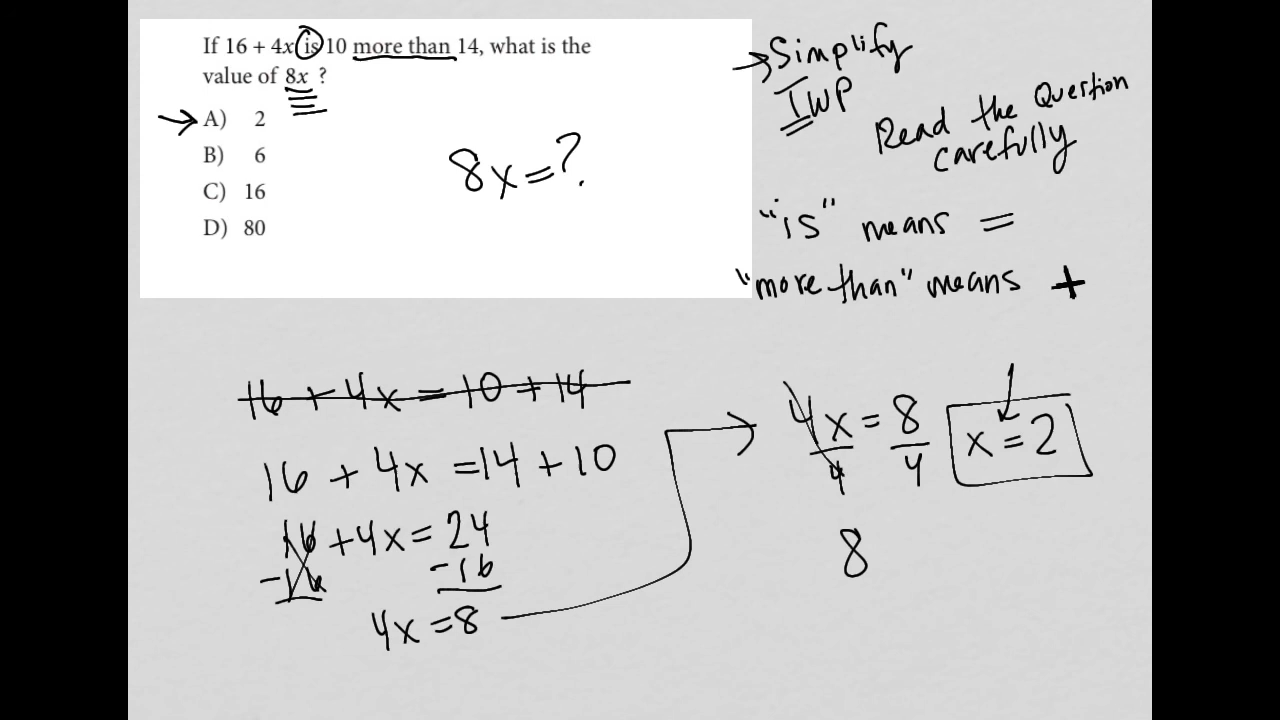 If 16 + 4x is 10 more than 14, what is the
value of 8x ?
A) 2
B) 6
C) 16
D) 80
8x=?
Simplify
IWP
Read the Question
carefully
"is" means =
"more than" means +
16 + 4x = 10 + 14
16 + 4x =14 + 10
16 +4x = 24
-16 -16
4x =8
4x = 8
4 4
x = 2
8